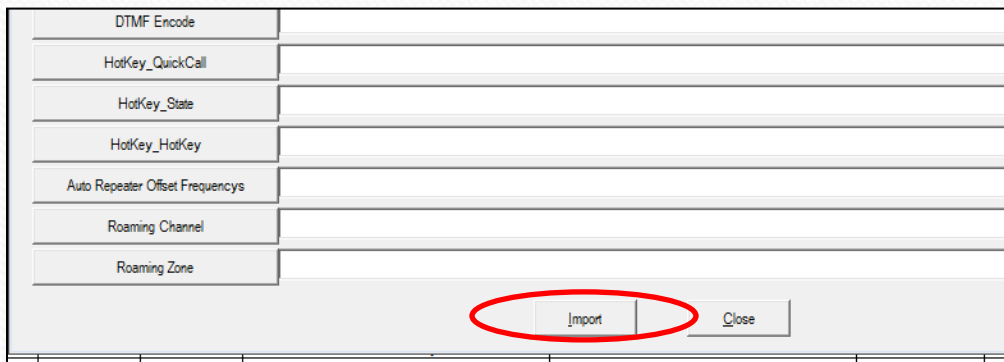 DTMF Encode
HotKey_QuickCall
HotKey_State
HotKey_HotKey
Auto Repeater Offset Frequencys
Roaming Channel
Roaming Zone
Import Close